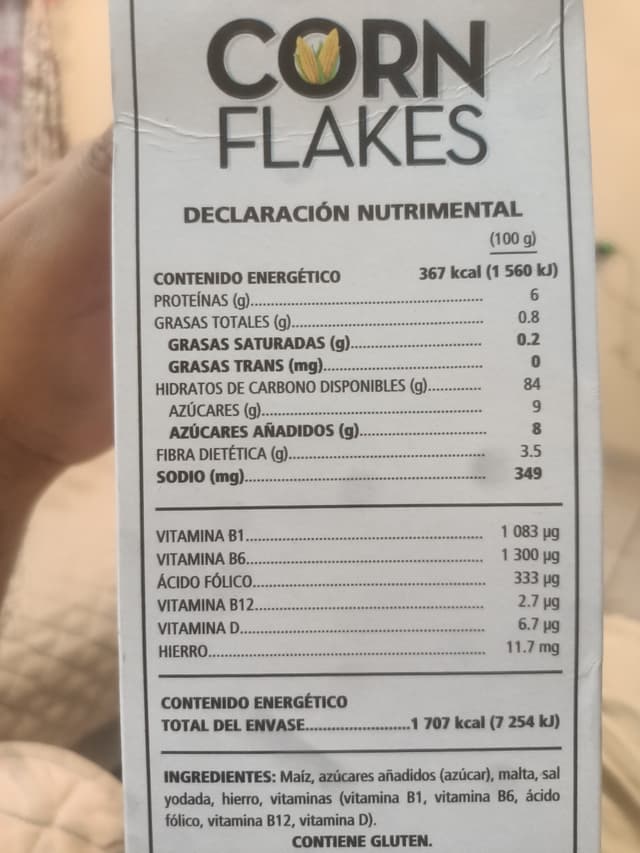 CORN
FLAKES
DECLARACIÓN NUTRIMENTAL
(100 g)
CONTENIDO ENERGÉTICO 367 kcal (1 560 kJ)
PROTEÍNAS (g)........................................ 6
GRASAS TOTALES (g)................................ 0.8
GRASAS SATURADAS (g)........................ 0.2
GRASAS TRANS (mg)............................. 0
HIDRATOS DE CARBONO DISPONIBLES (g)............ 84
AZÚCARES (g)........................................ 9
AZÚCARES AÑADIDOS (g)........................ 8
FIBRA DIETÉTICA (g)................................ 3.5
SODIO (mg)........................................ 349
VITAMINA B1........................................ 1 083 µg
VITAMINA B6........................................ 1 300 µg
ÁCIDO FÓLICO........................................ 333 µg
VITAMINA B12........................................ 2.7 µg
VITAMINA D........................................ 6.7 µg
HIERRO................................................ 11.7 mg
CONTENIDO ENERGÉTICO
TOTAL DEL ENVASE........................1 707 kcal (7 254 kJ)
INGREDIENTES: Maíz, azúcares añadidos (azúcar), malta, sal
yodada, hierro, vitaminas (vitamina B1, vitamina B6, ácido
fólico, vitamina B12, vitamina D).
CONTIENE GLUTEN.